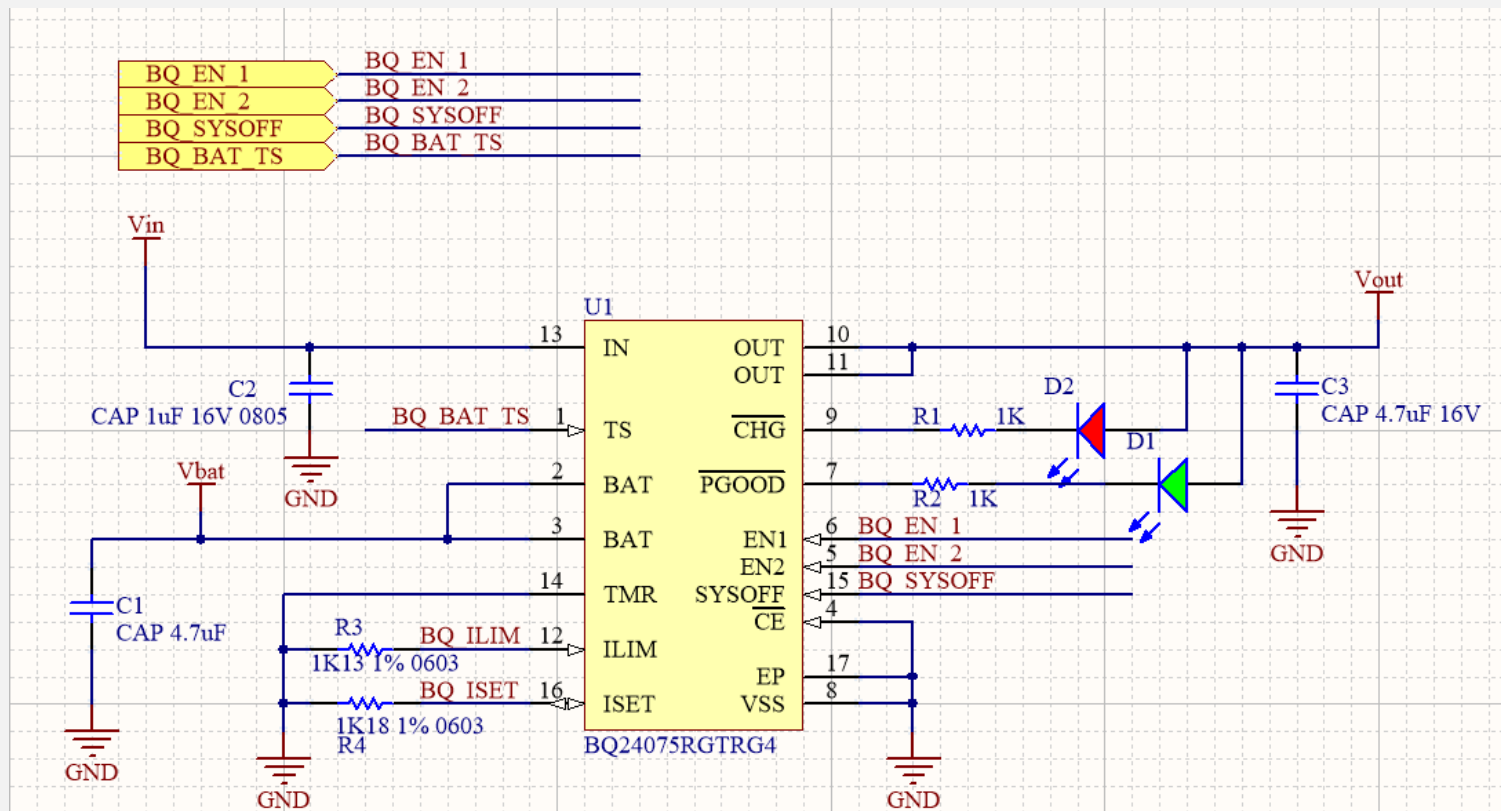 BQ_EN_1 BQ_EN_1
BQ_EN_2 BQ_EN_2
BQ_SYSOFF BQ_SYSOFF
BQ_BAT_TS BQ_BAT_TS
Vin
Vout
U1
13 IN OUT 10
OUT 11
C2
CAP 1uF 16V 0805
GND
BQ_BAT_TS 1 TS CHG 9 R1 1K
D2
D1
C3
CAP 4.7uF 16V
GND
Vbat
2 BAT PGOOD 7 R2 1K
3 BAT EN1 6 BQ_EN_1
EN2 5 BQ_EN_2
14 TMR SYSOFF 15 BQ_SYSOFF
CE 4
C1
CAP 4.7uF
GND
R3
1K13 1% 0603
BQ_ILIM 12 ILIM
EP 17
BQ_ISET 16 ISET VSS 8
1K18 1% 0603
R4
GND
BQ24075RGTRG4
GND